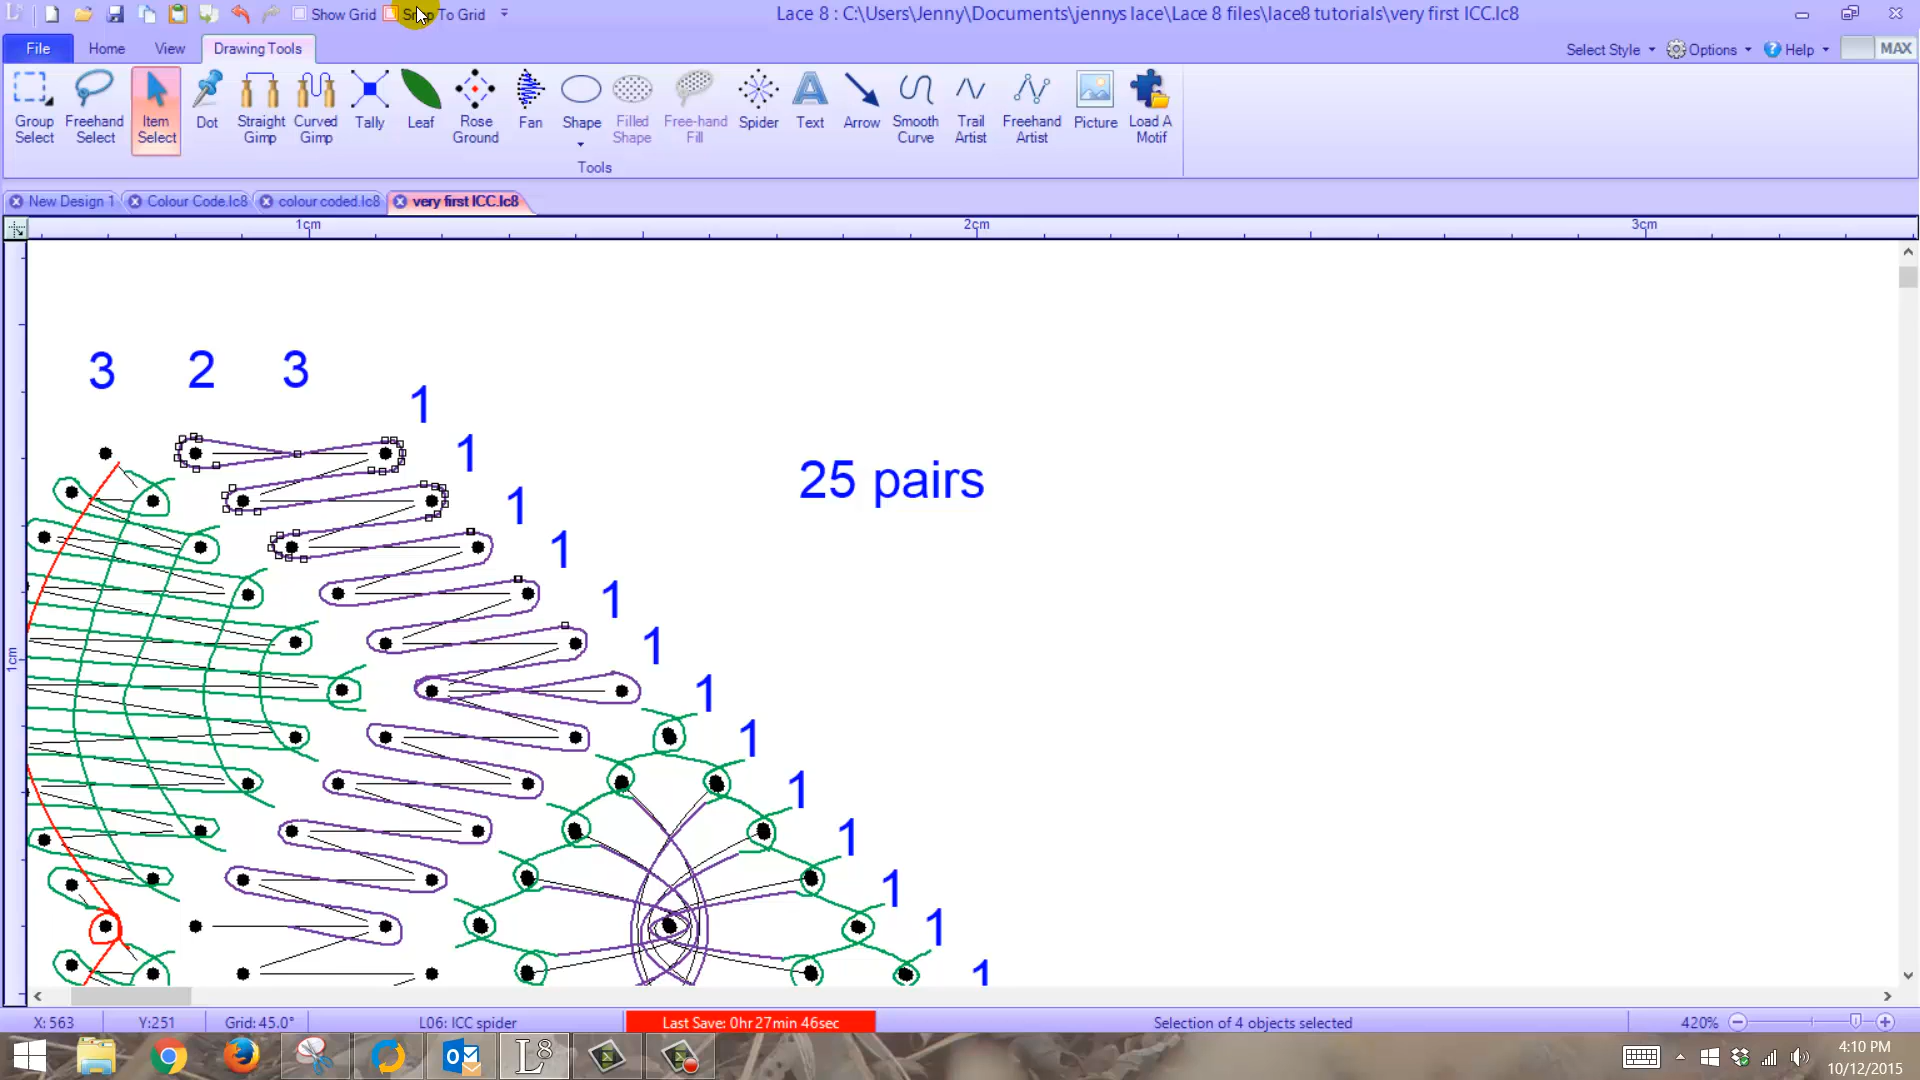 Show Grid Snap To Grid
Lace 8 : C:\Users\Jenny\Documents\jennys lace\Lace 8 files\lace8 tutorials\very first ICC.lc8
File Home View Drawing Tools
Select Style Options Help MAX
Group Select
Freehand Select
Item Select
Dot
Straight Gimp
Curved Gimp
Tally
Leaf
Rose Ground
Fan
Shape
Filled Shape
Free-hand Fill
Spider
Text
Arrow
Smooth Curve
Trail Artist
Freehand Artist
Picture
Load A Motif
Tools
New Design 1 Colour Code.lc8 colour coded.lc8 very first ICC.lc8
1cm 2cm 3cm
3 2 3
1
1
25 pairs
1
1
1
1
1cm
1
1
1
1
1
1
1
X: 563 Y:251 Grid: 45.0° L06: ICC spider Last Save: 0hr 27min 46sec Selection of 4 objects selected 420%
L8
4:10 PM
10/12/2015